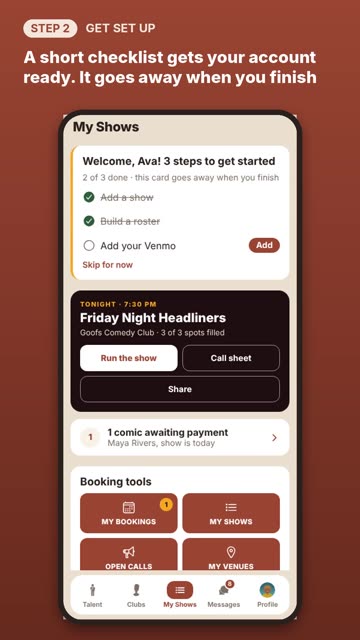 STEP 2 GET SET UP
A short checklist gets your account
ready. It goes away when you finish
My Shows
Welcome, Ava! 3 steps to get started
2 of 3 done · this card goes away when you finish
Add a show
Build a roster
Add your Venmo Add
Skip for now
TONIGHT · 7:30 PM
Friday Night Headliners
Goofs Comedy Club · 3 of 3 spots filled
Run the show Call sheet
Share
1 1 comic awaiting payment
Maya Rivers, show is today
Booking tools
1
MY BOOKINGS MY SHOWS
OPEN CALLS MY VENUES
8
Talent Clubs My Shows Messages Profile